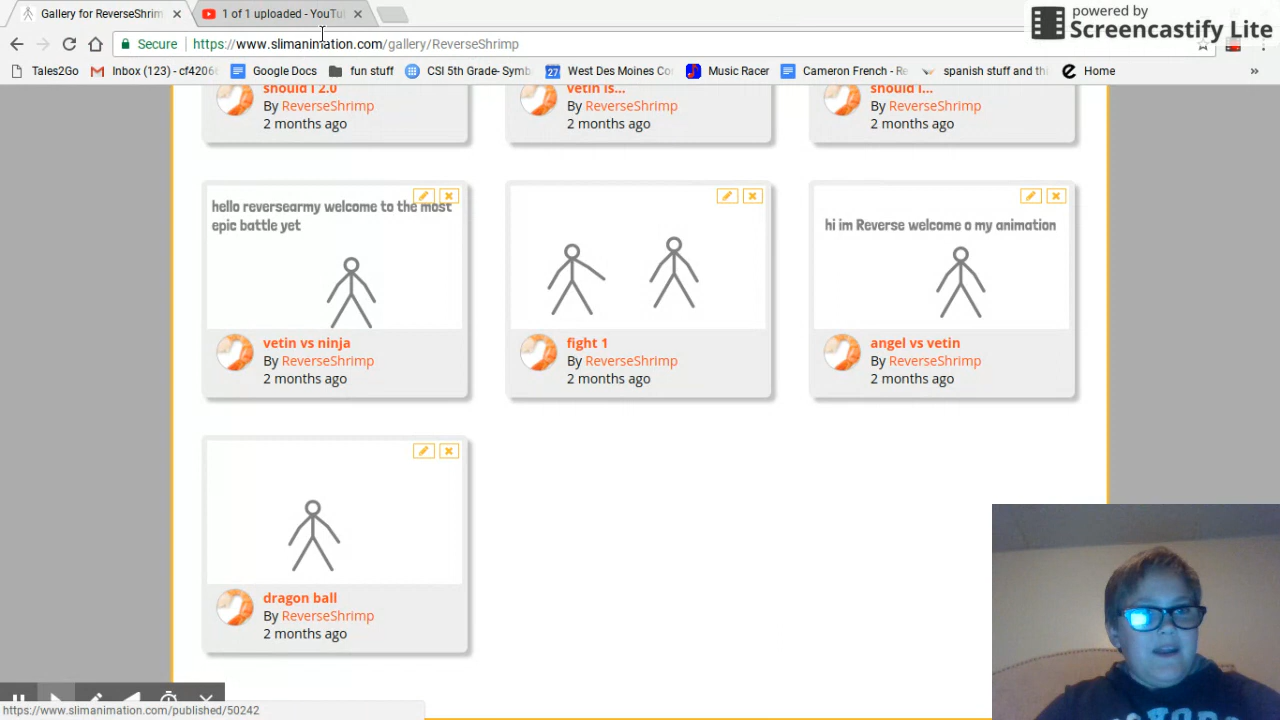 Gallery for ReverseShrim
1 of 1 uploaded - YouTu
powered by
Screencastify Lite
Secure
https://www.slimanimation.com/gallery/ReverseShrimp
Tales2Go
Inbox (123) - cf4206
Google Docs
fun stuff
CSI 5th Grade- Symb
27
West Des Moines Co
Music Racer
Cameron French - Re
spanish stuff and thi
Home
»
should I 2.0
By ReverseShrimp
2 months ago
vetin is...
By ReverseShrimp
2 months ago
should i...
By ReverseShrimp
2 months ago
hello reversearmy welcome to the most
epic battle yet
vetin vs ninja
By ReverseShrimp
2 months ago
fight 1
By ReverseShrimp
2 months ago
hi im Reverse welcome o my animation
angel vs vetin
By ReverseShrimp
2 months ago
dragon ball
By ReverseShrimp
2 months ago
https://www.slimanimation.com/published/50242